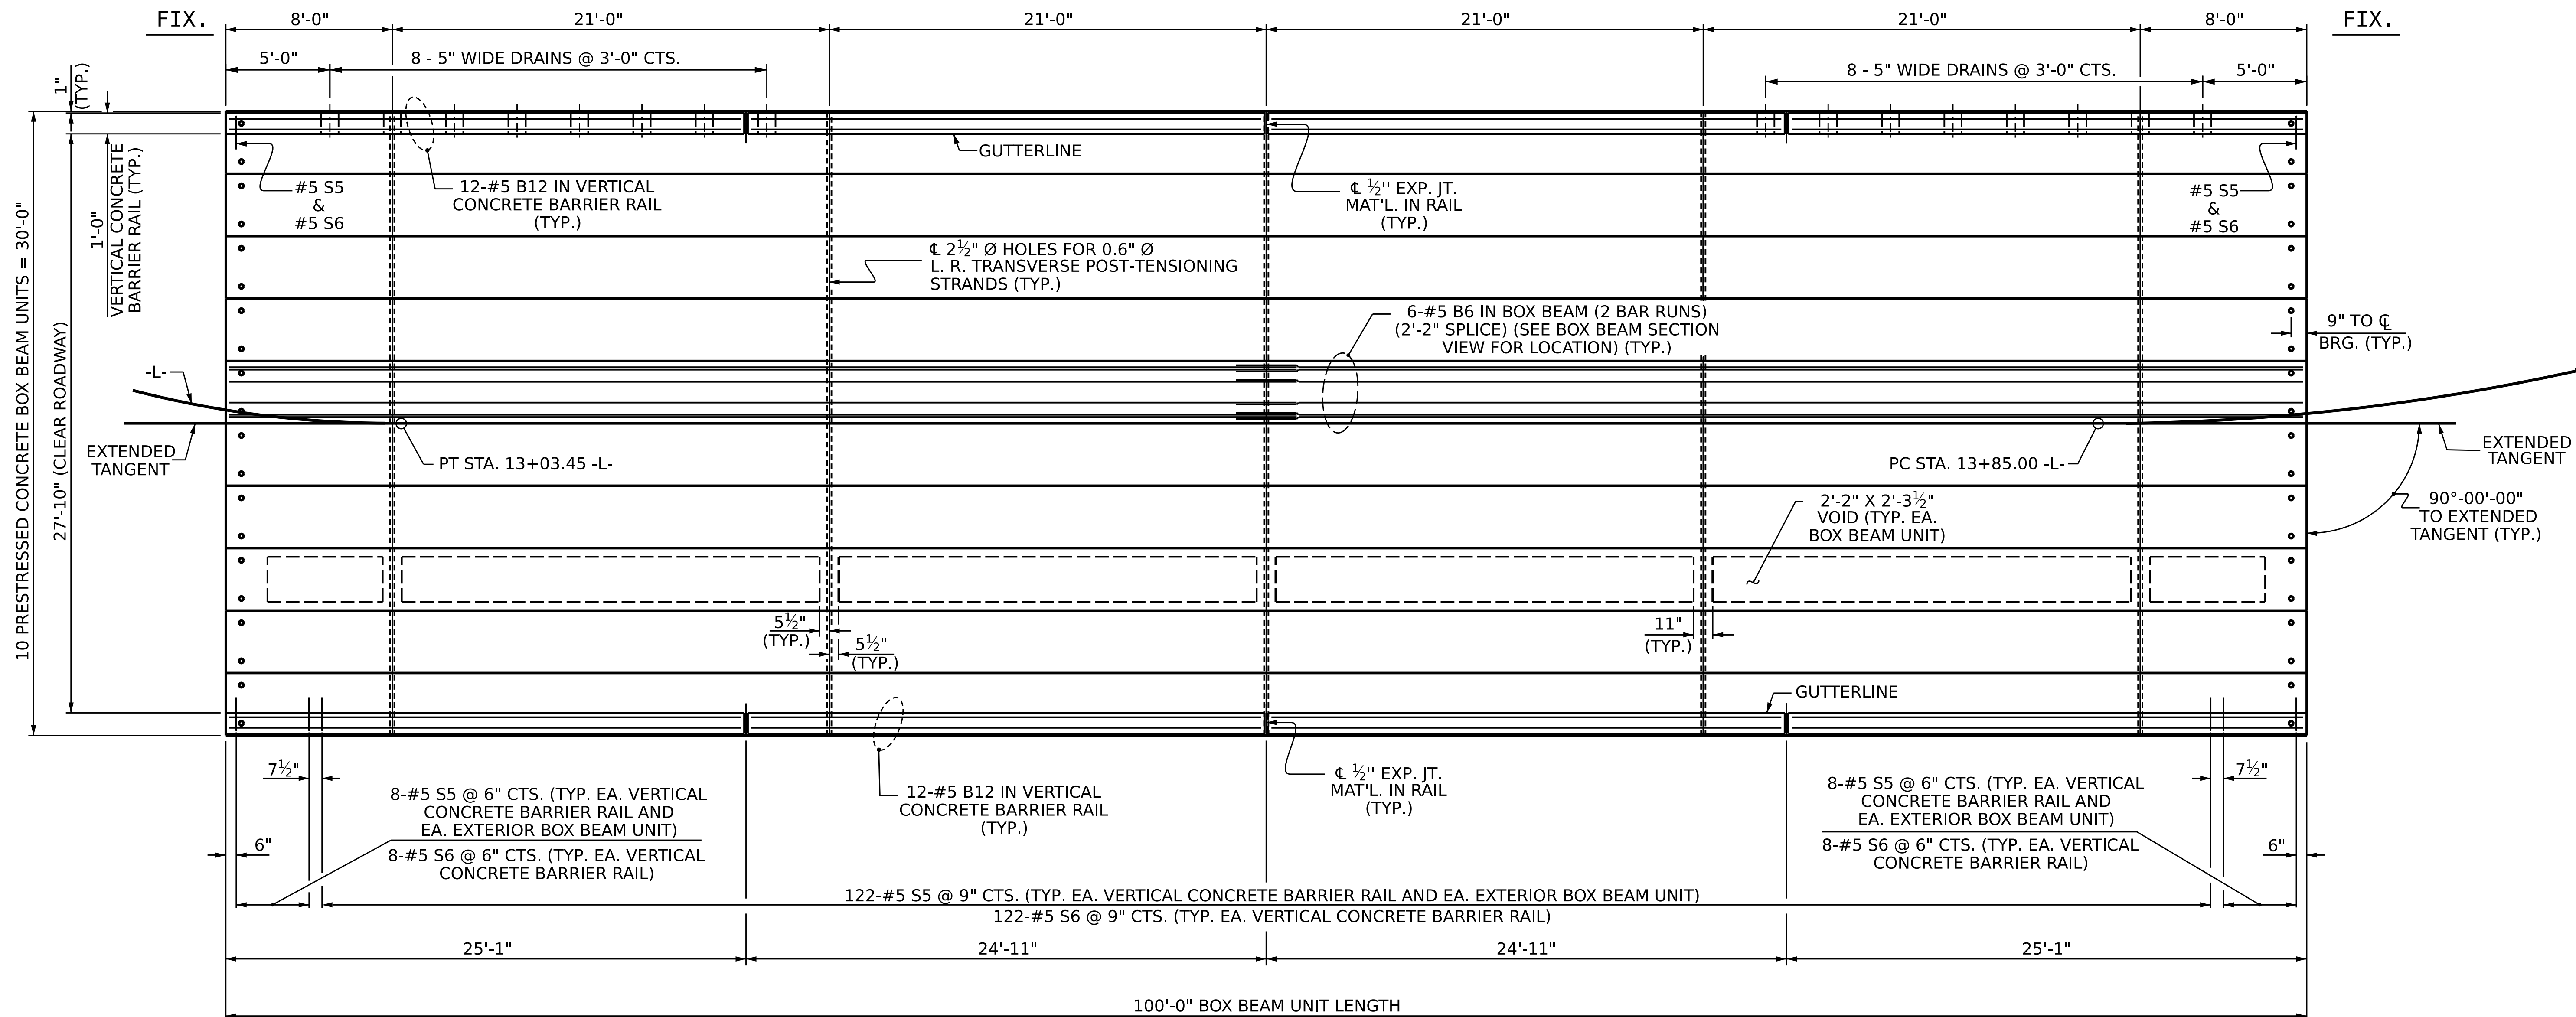 FIX.
8'-0"
21'-0"
21'-0"
21'-0"
21'-0"
8'-0"
FIX.
5'-0"
8 - 5" WIDE DRAINS @ 3'-0" CTS.
8 - 5" WIDE DRAINS @ 3'-0" CTS.
5'-0"
1"
(TYP.)
1'-0"
VERTICAL CONCRETE
BARRIER RAIL (TYP.)
10 PRESTRESSED CONCRETE BOX BEAM UNITS = 30'-0"
27'-10" (CLEAR ROADWAY)
GUTTERLINE
#5 S5
&
#5 S6
12-#5 B12 IN VERTICAL
CONCRETE BARRIER RAIL
(TYP.)
℄ ½'' EXP. JT.
MAT'L. IN RAIL
(TYP.)
#5 S5
&
#5 S6
℄ 2½" Ø HOLES FOR 0.6" Ø
L. R. TRANSVERSE POST-TENSIONING
STRANDS (TYP.)
6-#5 B6 IN BOX BEAM (2 BAR RUNS)
(2'-2" SPLICE) (SEE BOX BEAM SECTION
VIEW FOR LOCATION) (TYP.)
9" TO ℄
BRG. (TYP.)
-L-
EXTENDED
TANGENT
PT STA. 13+03.45 -L-
PC STA. 13+85.00 -L-
EXTENDED
TANGENT
2'-2" X 2'-3½"
VOID (TYP. EA.
BOX BEAM UNIT)
90°-00'-00"
TO EXTENDED
TANGENT (TYP.)
5½"
(TYP.)
5½"
(TYP.)
11"
(TYP.)
GUTTERLINE
7½"
8-#5 S5 @ 6" CTS. (TYP. EA. VERTICAL
CONCRETE BARRIER RAIL AND
EA. EXTERIOR BOX BEAM UNIT)
8-#5 S6 @ 6" CTS. (TYP. EA. VERTICAL
CONCRETE BARRIER RAIL)
6"
12-#5 B12 IN VERTICAL
CONCRETE BARRIER RAIL
(TYP.)
℄ ½'' EXP. JT.
MAT'L. IN RAIL
(TYP.)
7½"
8-#5 S5 @ 6" CTS. (TYP. EA. VERTICAL
CONCRETE BARRIER RAIL AND
EA. EXTERIOR BOX BEAM UNIT)
8-#5 S6 @ 6" CTS. (TYP. EA. VERTICAL
CONCRETE BARRIER RAIL)
6"
122-#5 S5 @ 9" CTS. (TYP. EA. VERTICAL CONCRETE BARRIER RAIL AND EA. EXTERIOR BOX BEAM UNIT)
122-#5 S6 @ 9" CTS. (TYP. EA. VERTICAL CONCRETE BARRIER RAIL)
25'-1"
24'-11"
24'-11"
25'-1"
100'-0" BOX BEAM UNIT LENGTH